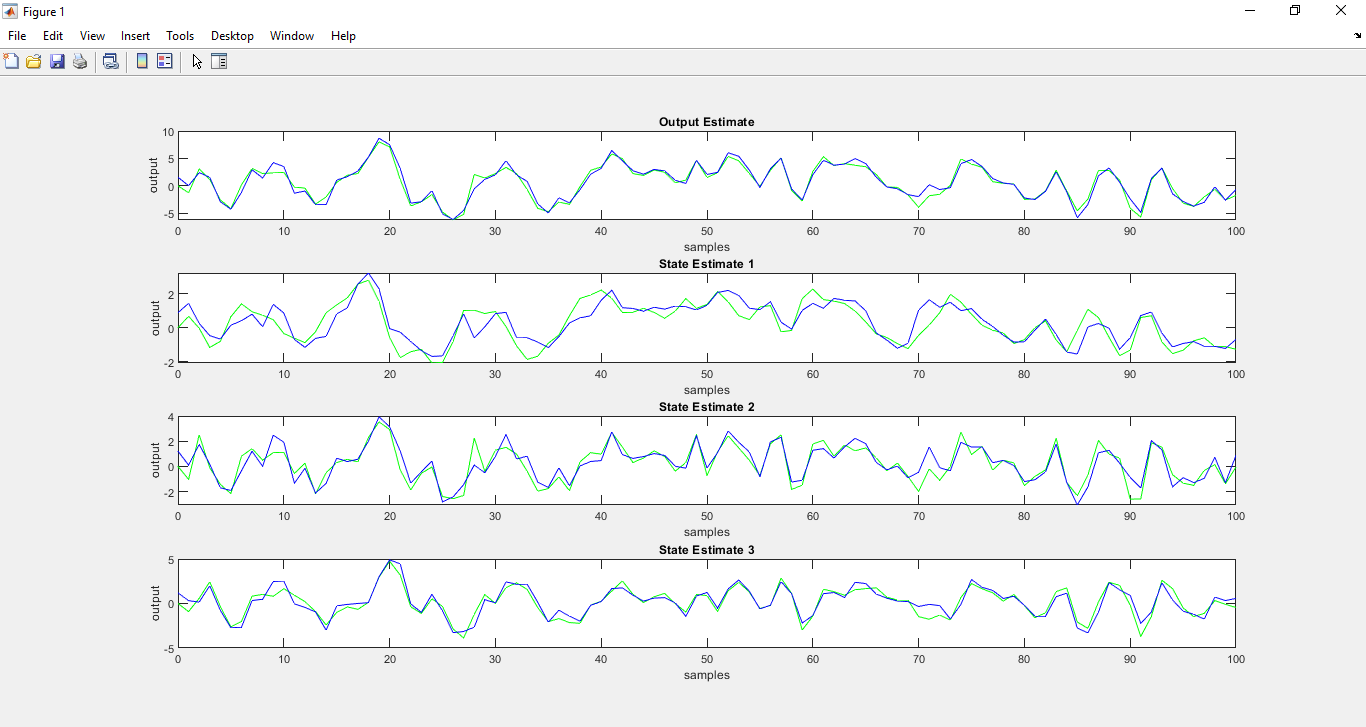 Figure 1
File Edit View Insert Tools Desktop Window Help
Output Estimate
10
5
0
-5
output
0 10 20 30 40 50 60 70 80 90 100
samples
State Estimate 1
2
0
-2
output
0 10 20 30 40 50 60 70 80 90 100
samples
State Estimate 2
4
2
0
-2
output
0 10 20 30 40 50 60 70 80 90 100
samples
State Estimate 3
5
0
-5
output
0 10 20 30 40 50 60 70 80 90 100
samples